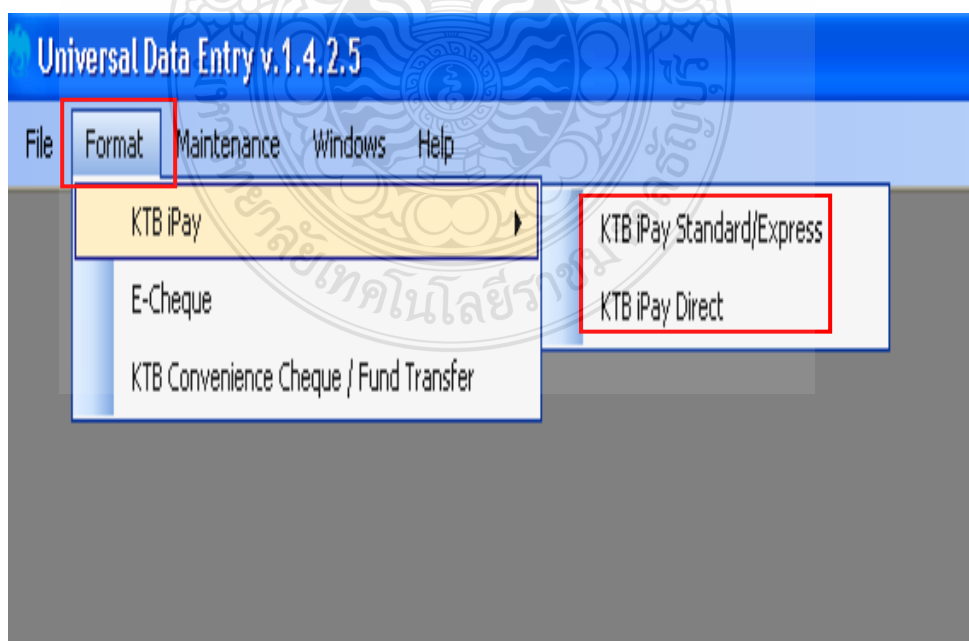 Universal Data Entry v.1.4.2.5
File Format Maintenance Windows Help
KTB iPay
KTB iPay Standard/Express
KTB iPay Direct
E-Cheque
KTB Convenience Cheque / Fund Transfer